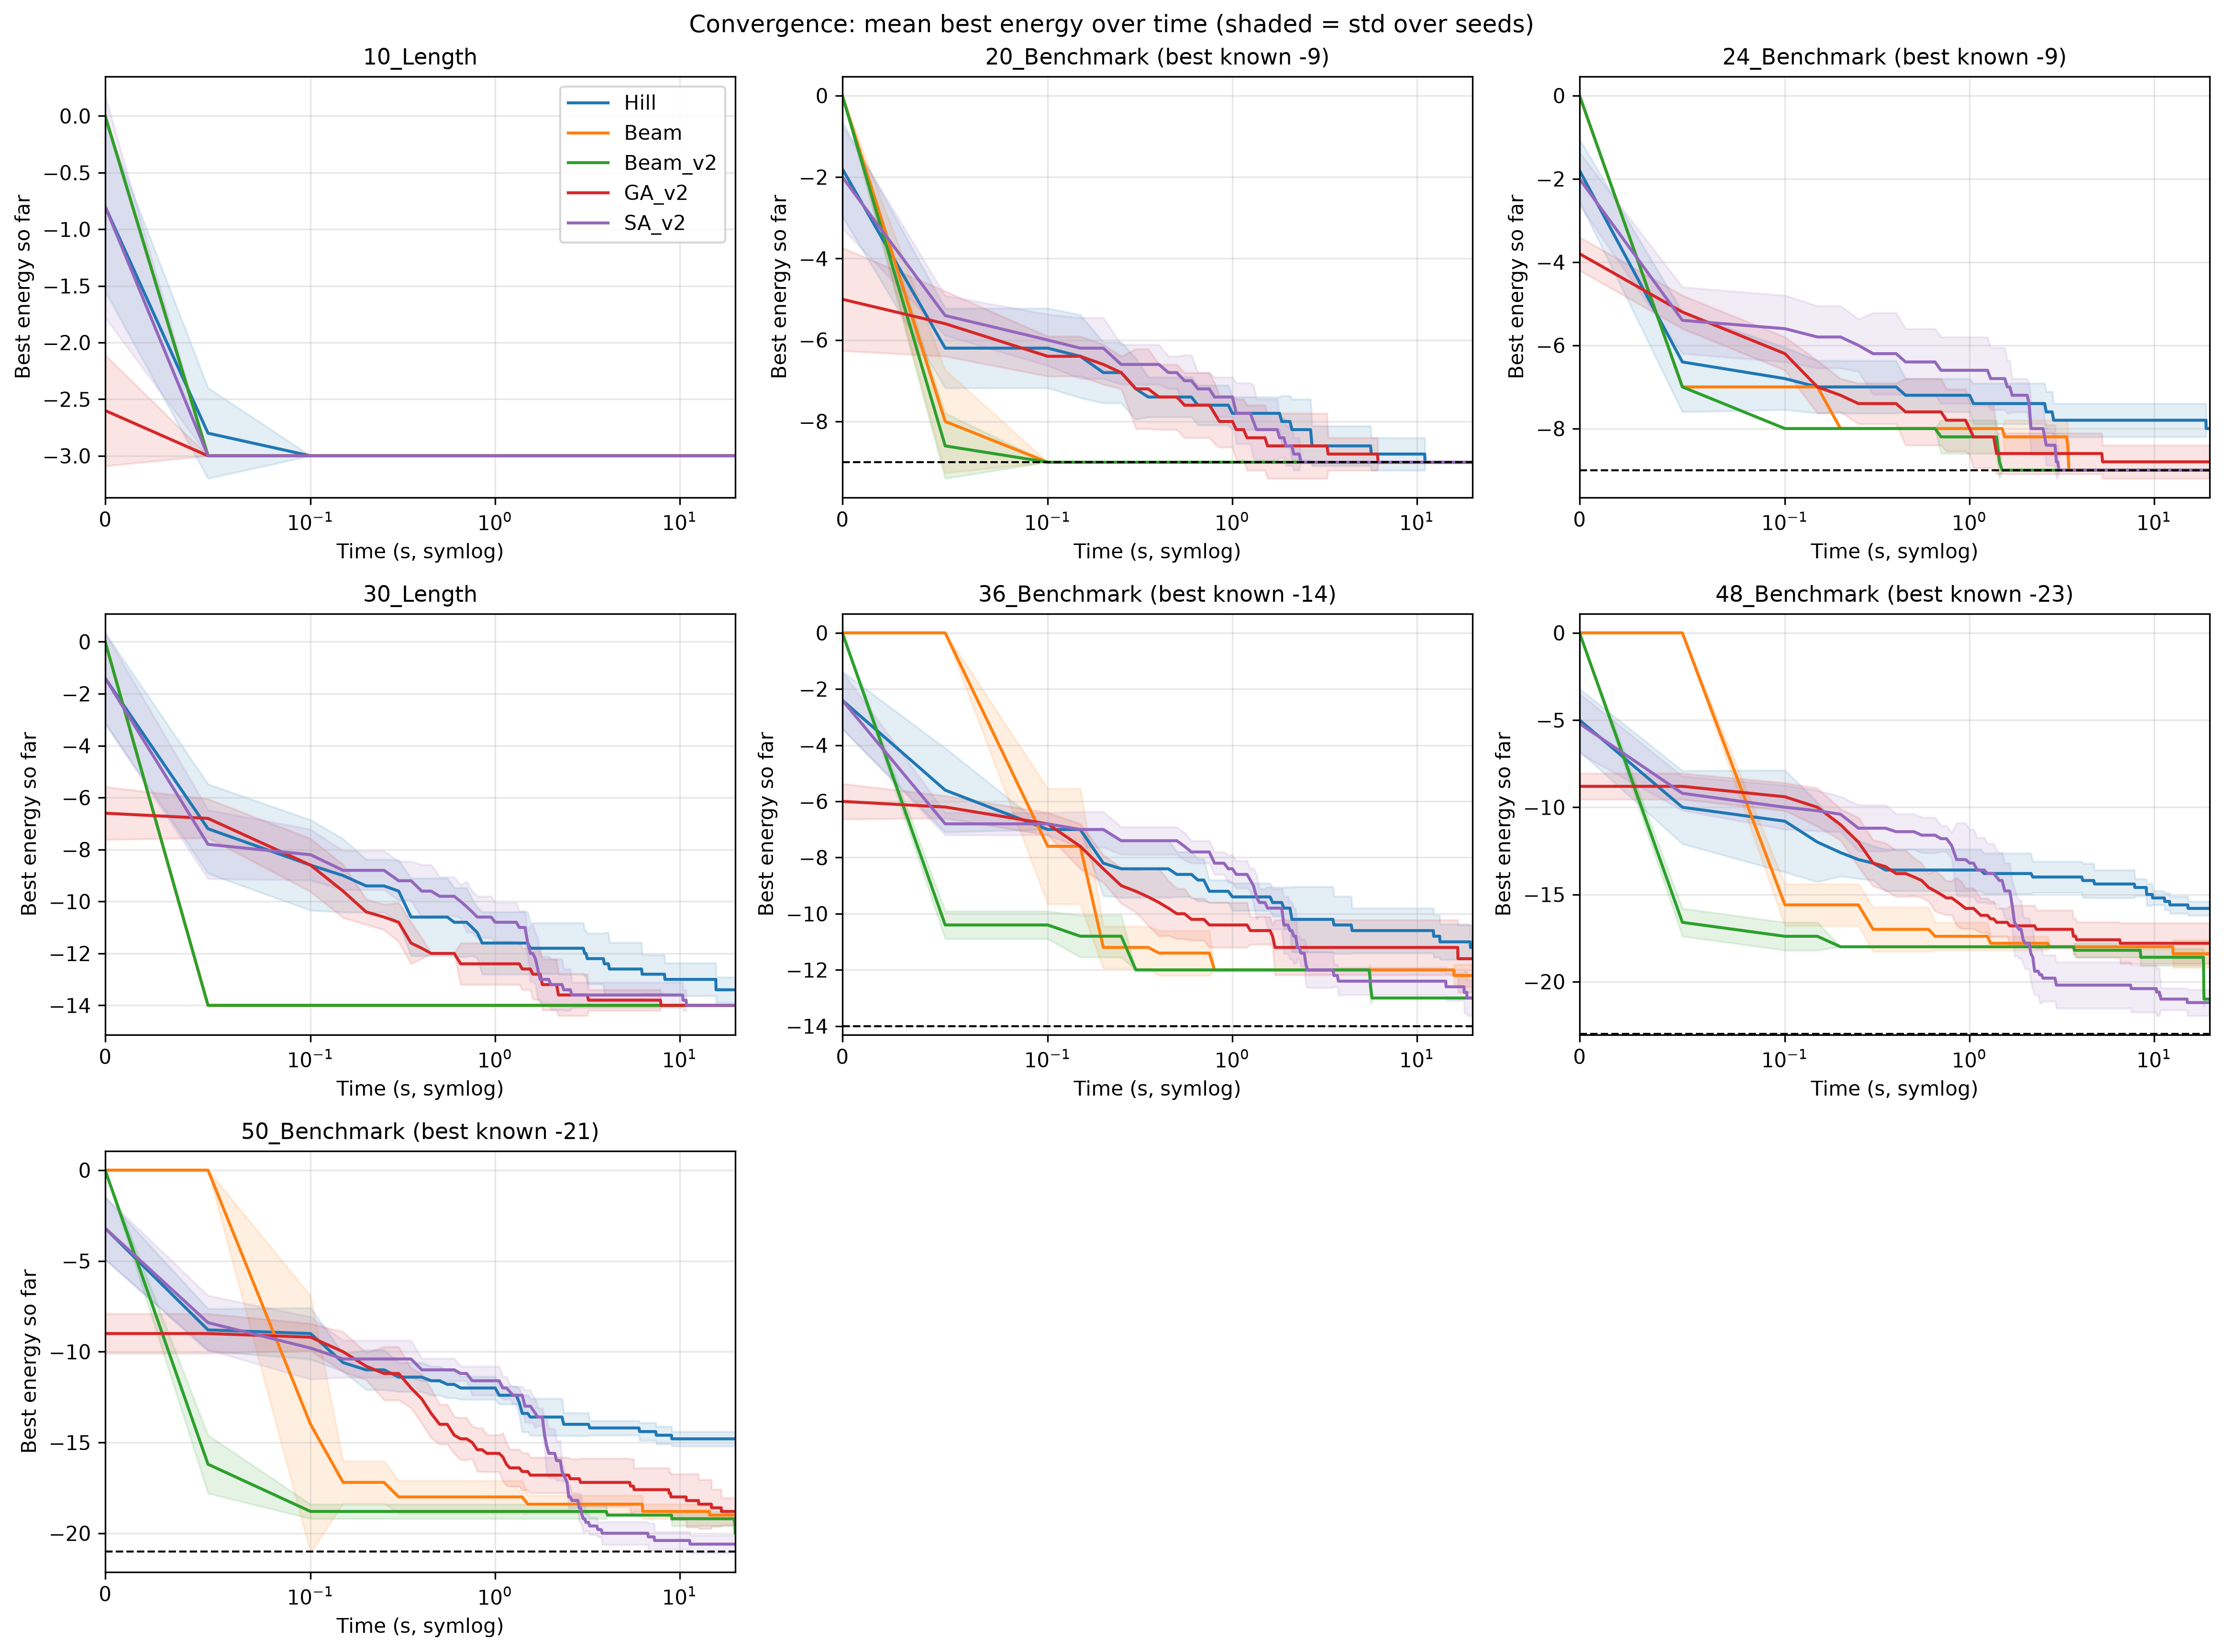 Convergence: mean best energy over time (shaded = std over seeds)
10_Length
0.0
−0.5
−1.0
−1.5
−2.0
−2.5
−3.0
Best energy so far
0
10⁻¹
10⁰
10¹
Time (s, symlog)
Hill
Beam
Beam_v2
GA_v2
SA_v2
20_Benchmark (best known -9)
0
−2
−4
−6
−8
Best energy so far
0
10⁻¹
10⁰
10¹
Time (s, symlog)
24_Benchmark (best known -9)
0
−2
−4
−6
−8
Best energy so far
0
10⁻¹
10⁰
10¹
Time (s, symlog)
30_Length
0
−2
−4
−6
−8
−10
−12
−14
Best energy so far
0
10⁻¹
10⁰
10¹
Time (s, symlog)
36_Benchmark (best known -14)
0
−2
−4
−6
−8
−10
−12
−14
Best energy so far
0
10⁻¹
10⁰
10¹
Time (s, symlog)
48_Benchmark (best known -23)
0
−5
−10
−15
−20
Best energy so far
0
10⁻¹
10⁰
10¹
Time (s, symlog)
50_Benchmark (best known -21)
0
−5
−10
−15
−20
Best energy so far
0
10⁻¹
10⁰
10¹
Time (s, symlog)